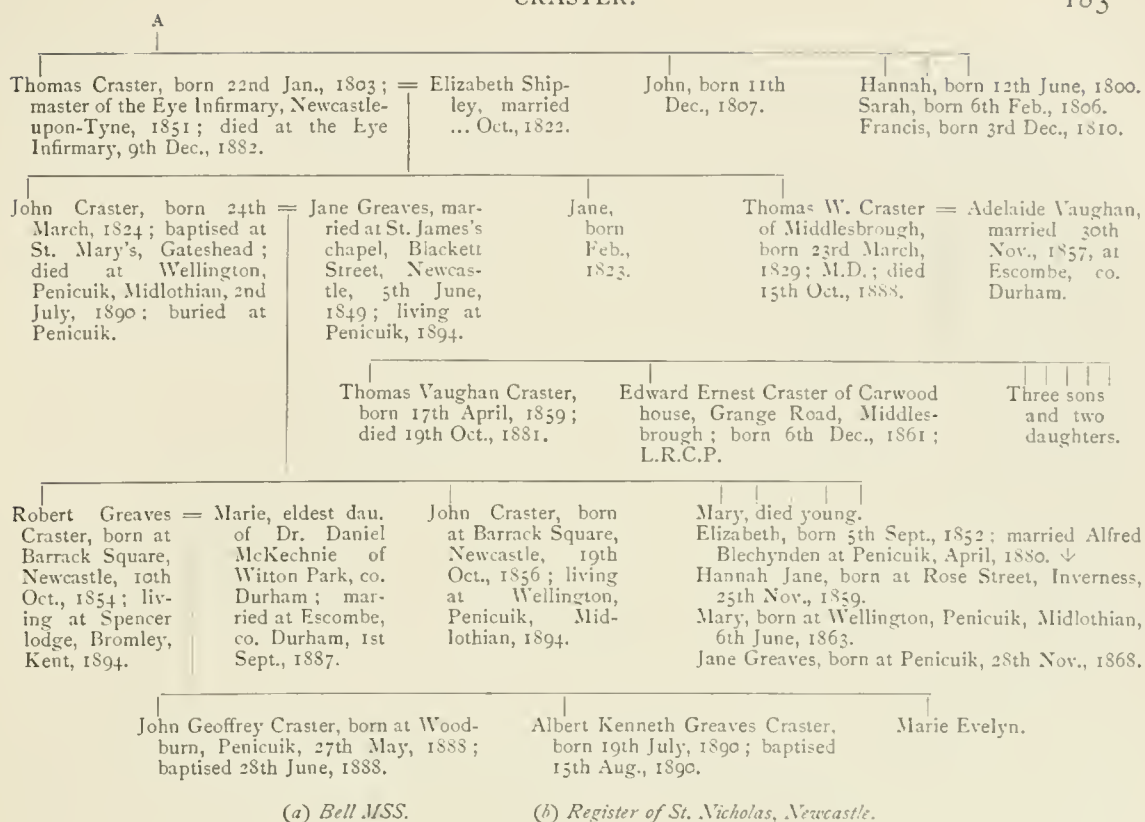 CRASTER.
183
A
Thomas Craster, born 22nd Jan., 1803 ; =
master of the Eye Infirmary, Newcastle-
upon-Tyne, 1851 ; died at the Eye
Infirmary, 9th Dec., 1882.
Elizabeth Ship-
ley, married
... Oct., 1822.
John, born 11th
Dec., 1807.
Hannah, born 12th June, 1800.
Sarah, born 6th Feb., 1806.
Francis, born 3rd Dec., 1810.
John Craster, born 24th =
March, 1824 ; baptised at
St. Mary's, Gateshead ;
died at Wellington,
Penicuik, Midlothian, 2nd
July, 1890 ; buried at
Penicuik.
Jane Greaves, mar-
ried at St. James's
chapel, Blackett
Street, Newcas-
tle, 5th June,
1849 ; living at
Penicuik, 1894.
Jane,
born
Feb.,
1823.
Thomas W. Craster =
of Middlesbrough,
born 23rd March,
1829 ; M.D. ; died
15th Oct., 1888.
Adelaide Vaughan,
married 30th
Nov., 1857, at
Escombe, co.
Durham.
Thomas Vaughan Craster,
born 17th April, 1859 ;
died 19th Oct., 1881.
Edward Ernest Craster of Carwood
house, Grange Road, Middles-
brough ; born 6th Dec., 1861 ;
L.R.C.P.
Three sons
and two
daughters.
Robert Greaves =
Craster, born at
Barrack Square,
Newcastle, 10th
Oct., 1854 ; liv-
ing at Spencer
lodge, Bromley,
Kent, 1894.
Marie, eldest dau.
of Dr. Daniel
McKechnie of
Witton Park, co.
Durham ; mar-
ried at Escombe,
co. Durham, 1st
Sept., 1887.
John Craster, born
at Barrack Square,
Newcastle, 19th
Oct., 1856 ; living
at Wellington,
Penicuik, Mid-
lothian, 1894.
Mary, died young.
Elizabeth, born 5th Sept., 1852 ; married Alfred
Blechynden at Penicuik, April, 1880. ↓
Hannah Jane, born at Rose Street, Inverness,
25th Nov., 1859.
Mary, born at Wellington, Penicuik, Midlothian,
6th June, 1863.
Jane Greaves, born at Penicuik, 28th Nov., 1868.
John Geoffrey Craster, born at Wood-
burn, Penicuik, 27th May, 1888 ;
baptised 28th June, 1888.
Albert Kenneth Greaves Craster,
born 19th July, 1890 ; baptised
15th Aug., 1890.
Marie Evelyn.
(a) Bell MSS.
(b) Register of St. Nicholas, Newcastle.